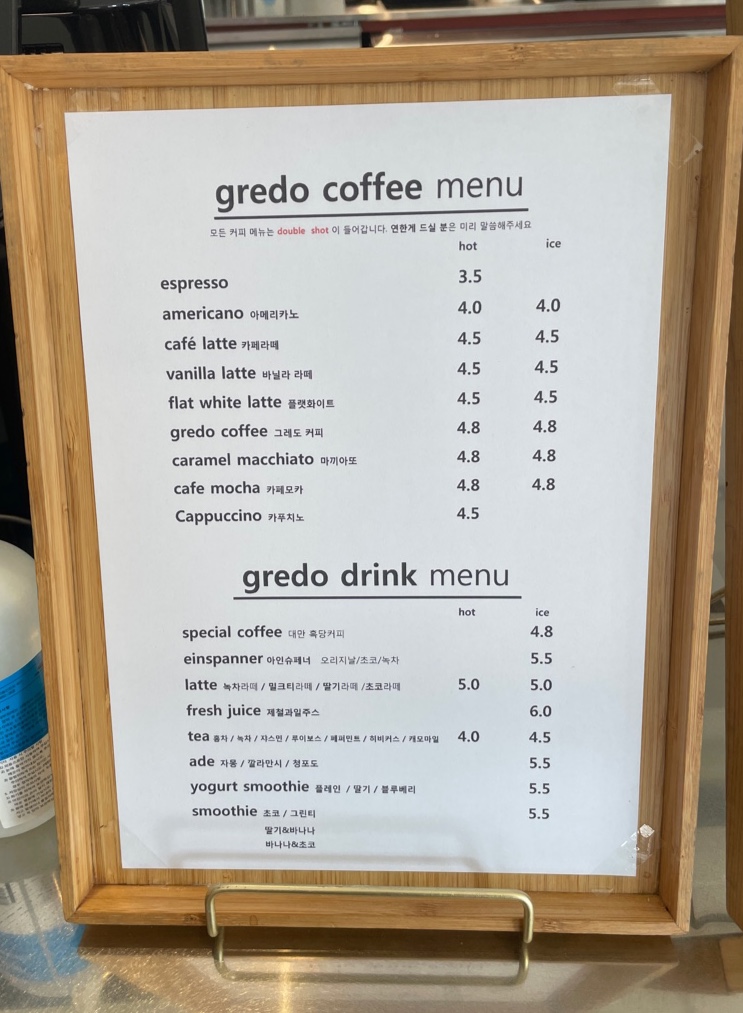 gredo coffee menu
모든 커피 메뉴는 double shot 이 들어갑니다. 연한게 드실 분은 미리 말씀해주세요
hot ice
espresso 3.5
americano 아메리카노 4.0 4.0
café latte 카페라떼 4.5 4.5
vanilla latte 바닐라 라떼 4.5 4.5
flat white latte 플랫화이트 4.5 4.5
gredo coffee 그레도 커피 4.8 4.8
caramel macchiato 마끼아또 4.8 4.8
cafe mocha 카페모카 4.8 4.8
Cappuccino 카푸치노 4.5
gredo drink menu
hot ice
special coffee 대만 흑당커피 4.8
einspanner 아인슈페너 오리지날/초코/녹차 5.5
latte 녹차라떼 / 밀크티라떼 / 딸기라떼 /초코라떼 5.0 5.0
fresh juice 제철과일주스 6.0
tea 홍차 / 녹차 / 쟈스민 / 루이보스 / 페퍼민트 / 히비커스 / 캐모마일 4.0 4.5
ade 자몽 / 깔라만시 / 청포도 5.5
yogurt smoothie 플레인 / 딸기 / 블루베리 5.5
smoothie 초코 / 그린티 5.5
딸기&바나나
바나나&초코